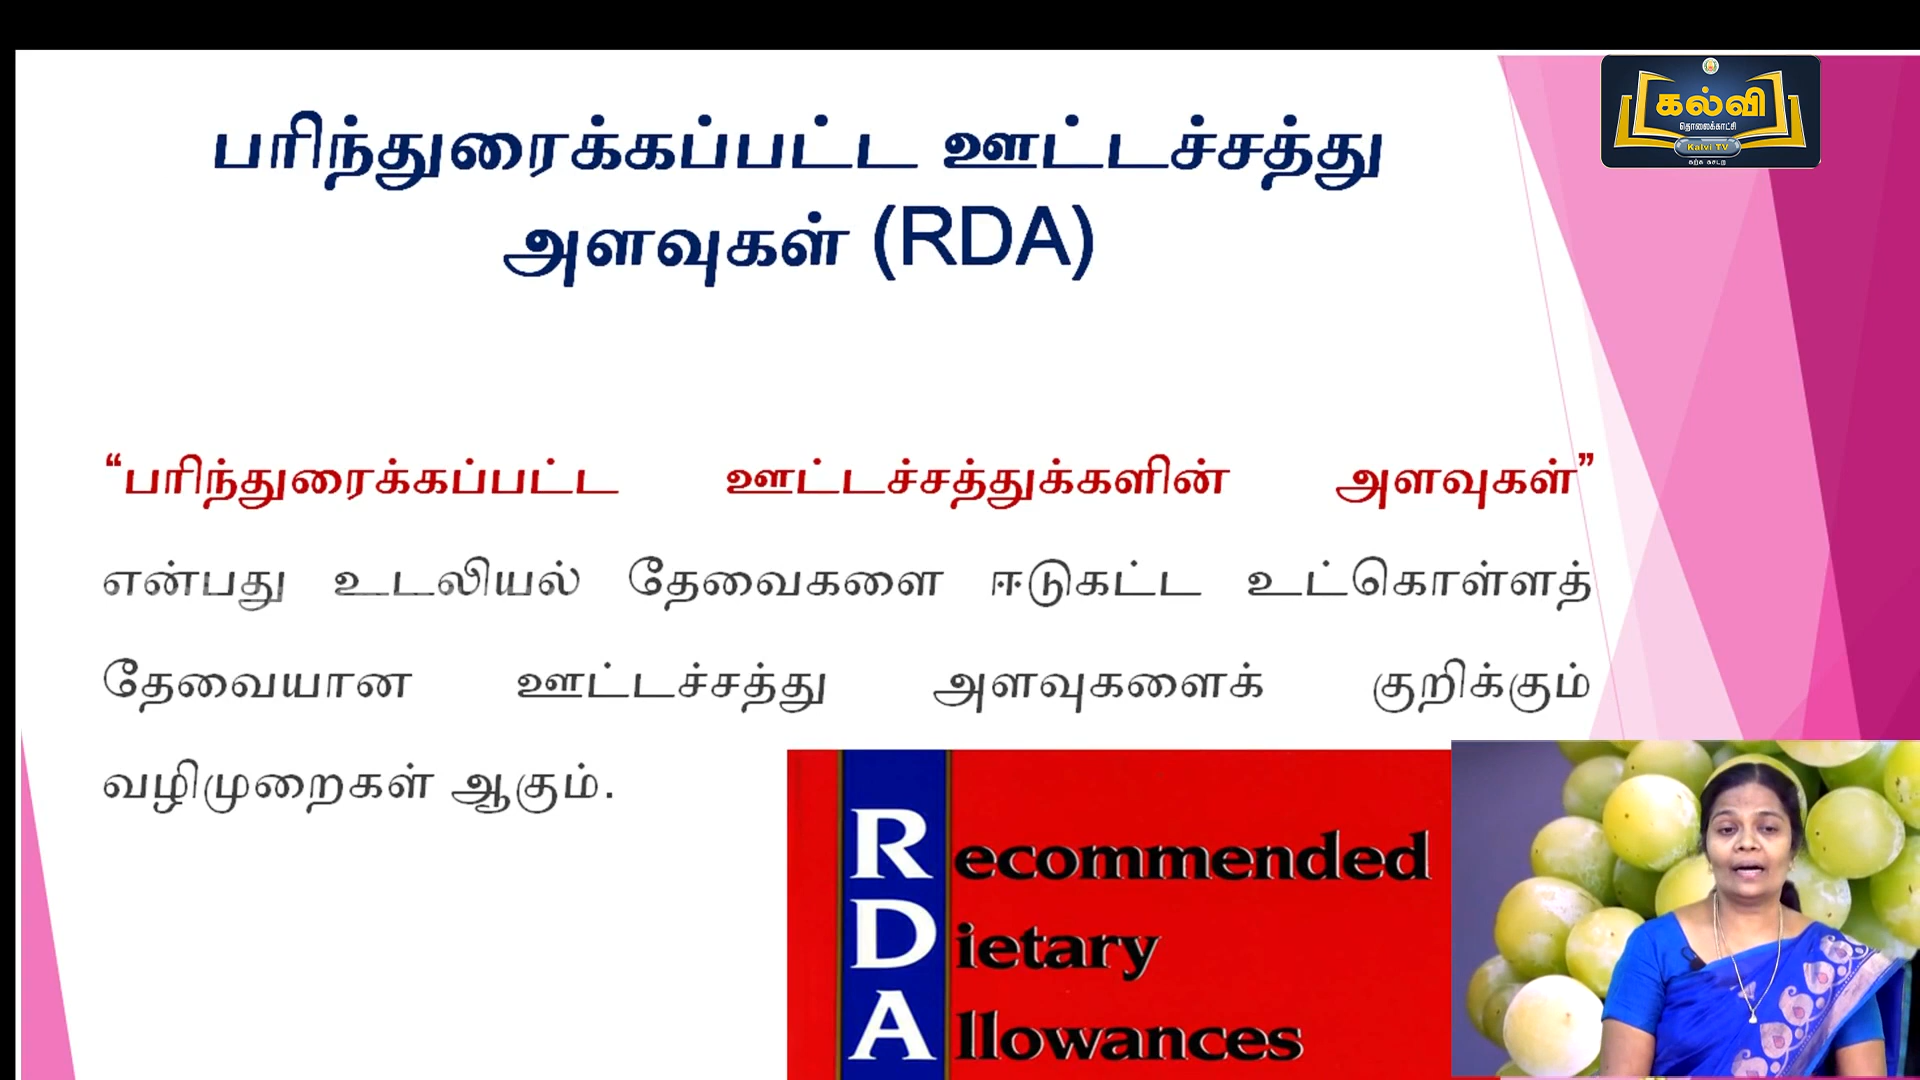 பரிந்துரைக்கப்பட்ட ஊட்டச்சத்து
அளவுகள் (RDA)
கல்வி
தொலைக்காட்சி
Kalvi TV
கற்க கசடற
“பரிந்துரைக்கப்பட்ட ஊட்டச்சத்துக்களின் அளவுகள்”
என்பது உடலியல் தேவைகளை ஈடுகட்ட உட்கொள்ளத்
தேவையான ஊட்டச்சத்து அளவுகளைக் குறிக்கும்
வழிமுறைகள் ஆகும்.
Recommended
Dietary
Allowances